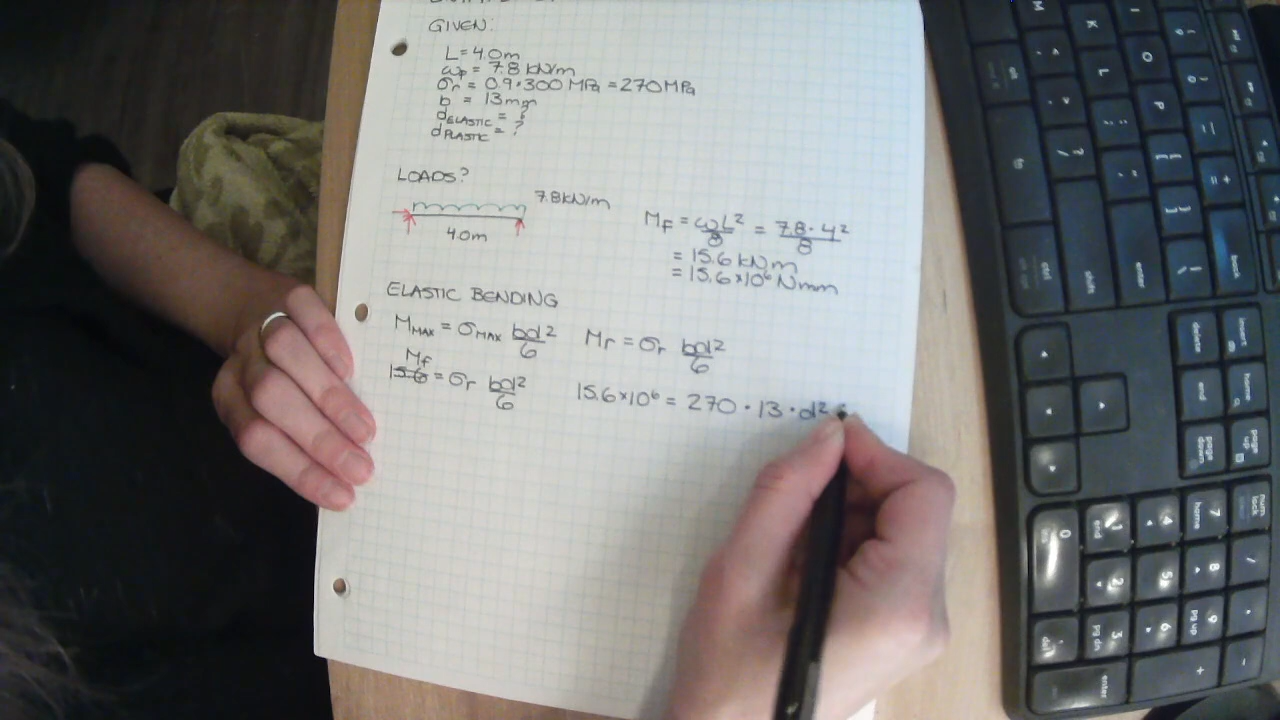 GIVEN:
L = 4.0m
ωf = 7.8 kN/m
σr = 0.9 · 300 MPa = 270 MPa
b = 13mm
dELASTIC = ?
dPLASTIC = ?
LOADS?
7.8kN/m
4.0m
Mf = ωL²/8 = 7.8 · 4²/8
= 15.6 kNm
= 15.6×10⁶ Nmm
ELASTIC BENDING
MMAX = σMAX bd²/6
Mr = σr bd²/6
Mf
15.6 = σr bd²/6
15.6×10⁶ = 270 · 13 · d²